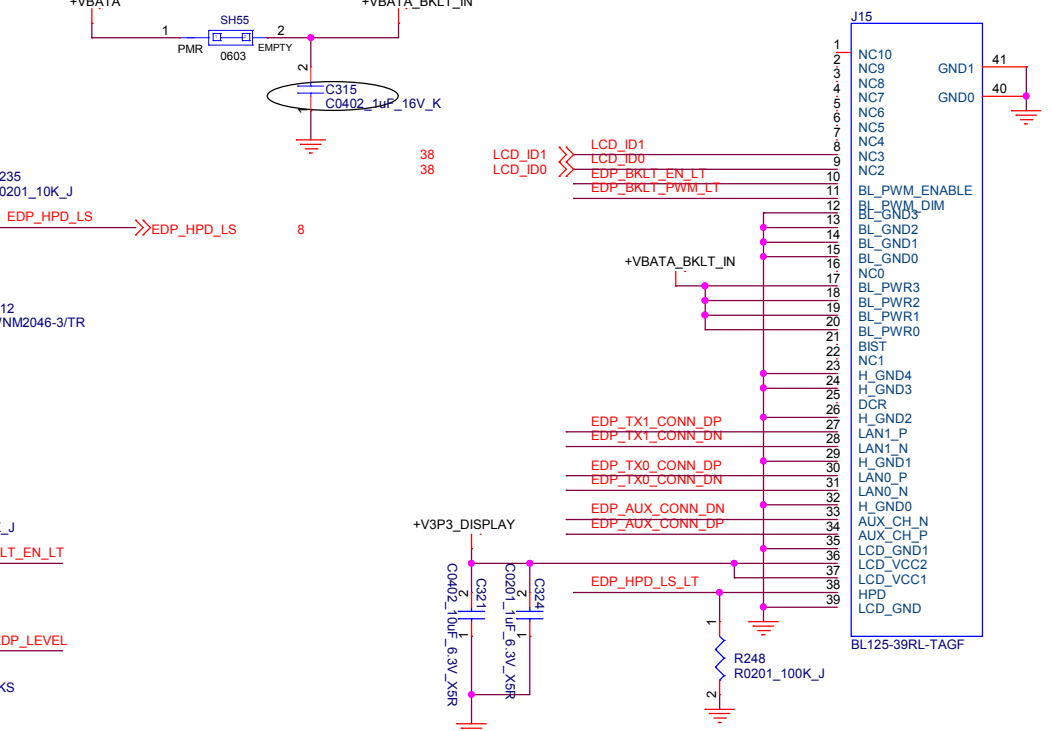 +VBATA
+VBATA_BKLT_IN
SH55
1
2
PMR
EMPTY
0603
2
C315
C0402_1uF_16V_K
1
235
0201_10K_J
EDP_HPD_LS
EDP_HPD_LS
8
12
/NM2046-3/TR
_J
LT_EN_LT
EDP_LEVEL
KS
38
LCD_ID1
LCD_ID1
38
LCD_ID0
LCD_ID0
EDP_BKLT_EN_LT
EDP_BKLT_PWM_LT
+VBATA_BKLT_IN
EDP_TX1_CONN_DP
EDP_TX1_CONN_DN
EDP_TX0_CONN_DP
EDP_TX0_CONN_DN
EDP_AUX_CONN_DN
EDP_AUX_CONN_DP
+V3P3_DISPLAY
EDP_HPD_LS_LT
C321
C0402_10uF_6.3V_X5R
2
1
C324
C0201_1uF_6.3V_X5R
2
1
1
R248
R0201_100K_J
2
J15
1
NC10
2
NC9
3
NC8
4
NC7
5
NC6
6
NC5
7
NC4
8
NC3
9
NC2
10
BL_PWM_ENABLE
11
BL_PWM_DIM
12
BL_GND3
13
BL_GND2
14
BL_GND1
15
BL_GND0
16
NC0
17
BL_PWR3
18
BL_PWR2
19
BL_PWR1
20
BL_PWR0
21
BIST
22
NC1
23
H_GND4
24
H_GND3
25
DCR
26
H_GND2
27
LAN1_P
28
LAN1_N
29
H_GND1
30
LAN0_P
31
LAN0_N
32
H_GND0
33
AUX_CH_N
34
AUX_CH_P
35
LCD_GND1
36
LCD_VCC2
37
LCD_VCC1
38
HPD
39
LCD_GND
GND1
41
GND0
40
BL125-39RL-TAGF